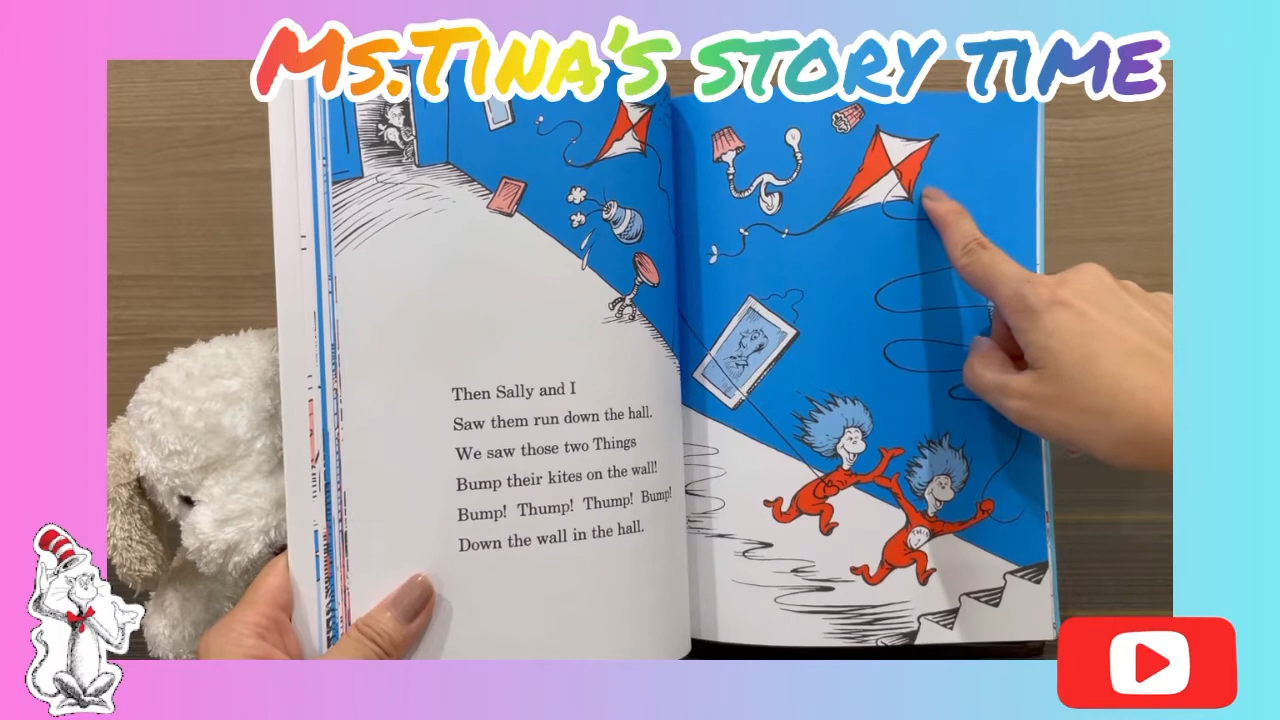 Ms.Tina's story time
Then Sally and I
Saw them run down the hall.
We saw those two Things
Bump their kites on the wall!
Bump! Thump! Thump! Bump!
Down the wall in the hall.